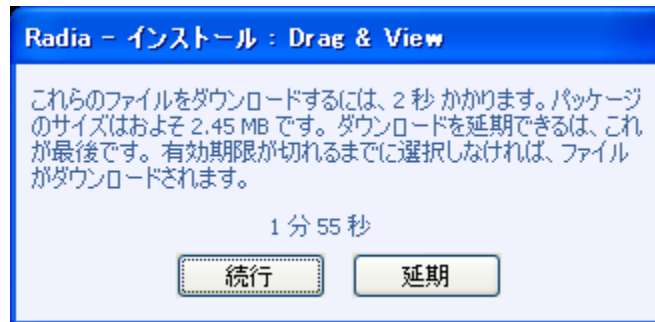 Radia - インストール : Drag & View
これらのファイルをダウンロードするには、2 秒 かかります。パッケージ
のサイズはおよそ 2.45 MB です。ダウンロードを延期できるは、これ
が最後です。有効期限が切れるまでに選択しなければ、ファイル
がダウンロードされます。
1 分 55 秒
続行 延期